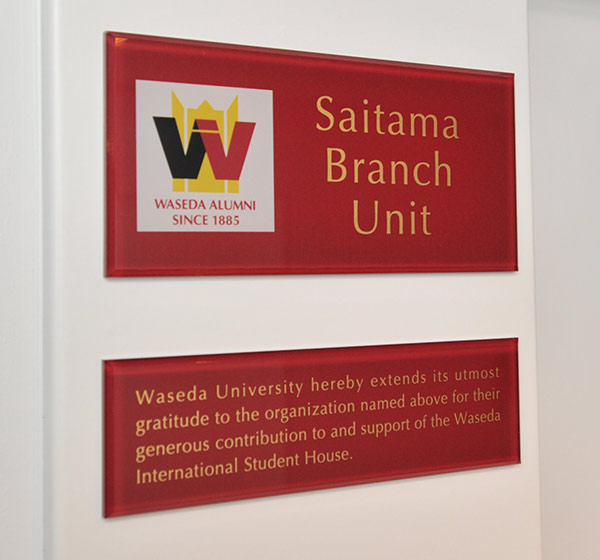 WASEDA ALUMNI
SINCE 1885
Saitama
Branch
Unit
Waseda University hereby extends its utmost
gratitude to the organization named above for their
generous contribution to and support of the Waseda
International Student House.